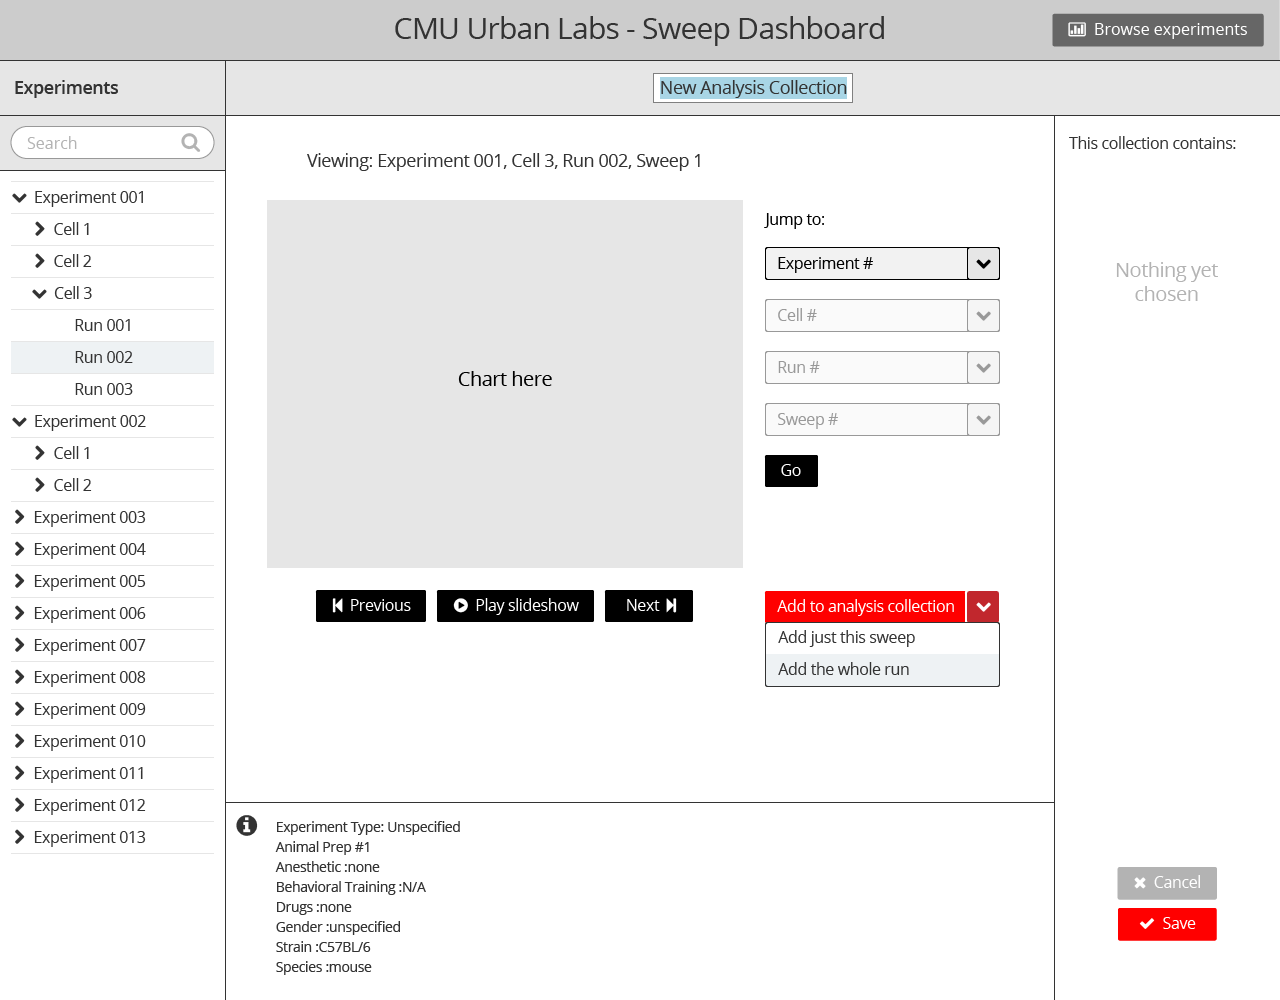 CMU Urban Labs - Sweep Dashboard
Browse experiments
Experiments
New Analysis Collection
Search
Experiment 001
Cell 1
Cell 2
Cell 3
Run 001
Run 002
Run 003
Experiment 002
Cell 1
Cell 2
Experiment 003
Experiment 004
Experiment 005
Experiment 006
Experiment 007
Experiment 008
Experiment 009
Experiment 010
Experiment 011
Experiment 012
Experiment 013
Viewing: Experiment 001, Cell 3, Run 002, Sweep 1
Chart here
Previous
Play slideshow
Next
Jump to:
Experiment #
Cell #
Run #
Sweep #
Go
Add to analysis collection
Add just this sweep
Add the whole run
Experiment Type: Unspecified
Animal Prep #1
Anesthetic :none
Behavioral Training :N/A
Drugs :none
Gender :unspecified
Strain :C57BL/6
Species :mouse
This collection contains:
Nothing yet
chosen
Cancel
Save